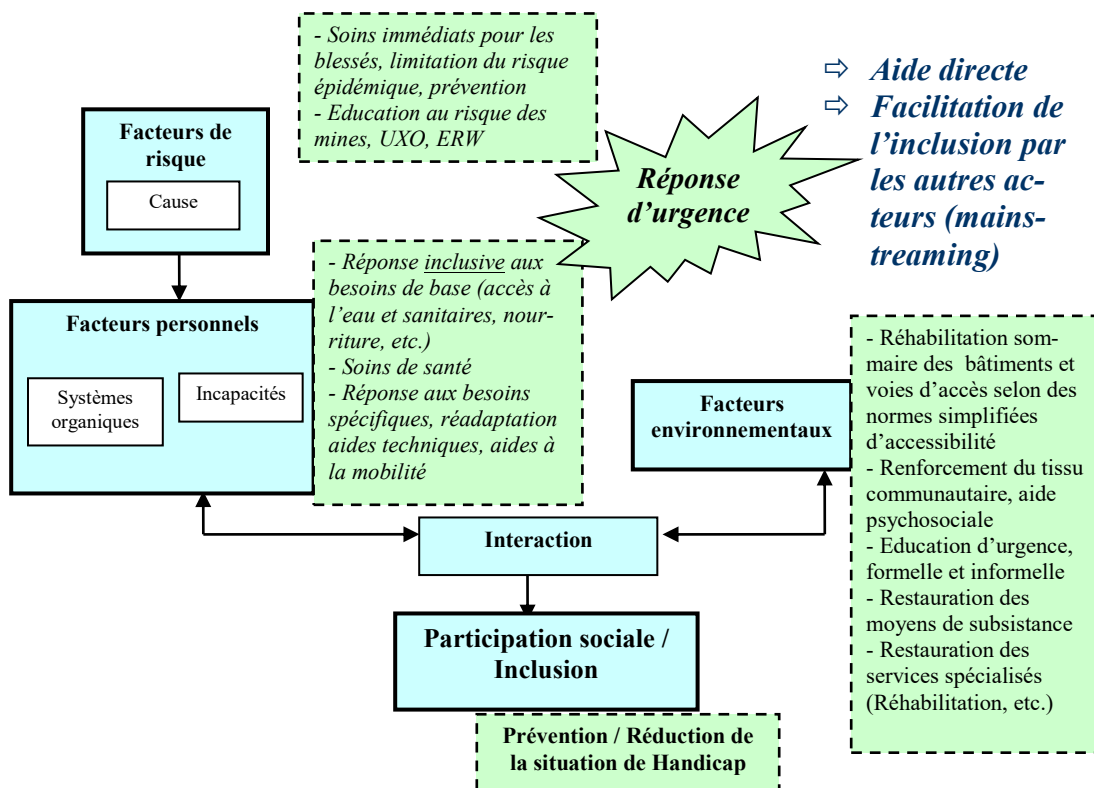 - Soins immédiats pour les
blessés, limitation du risque
épidémique, prévention
- Education au risque des
mines, UXO, ERW
⇨ Aide directe
⇨ Facilitation de
l’inclusion par
les autres ac-
teurs (mains-
treaming)
Réponse
d’urgence
Facteurs de
risque
Cause
Facteurs personnels
Systèmes
organiques
Incapacités
- Réponse inclusive aux
besoins de base (accès à
l’eau et sanitaires, nour-
riture, etc.)
- Soins de santé
- Réponse aux besoins
spécifiques, réadaptation
aides techniques, aides à
la mobilité
Facteurs
environnementaux
- Réhabilitation som-
maire des bâtiments et
voies d’accès selon des
normes simplifiées
d’accessibilité
- Renforcement du tissu
communautaire, aide
psychosociale
- Education d’urgence,
formelle et informelle
- Restauration des
moyens de subsistance
- Restauration des
services spécialisés
(Réhabilitation, etc.)
Interaction
Participation sociale /
Inclusion
Prévention / Réduction de
la situation de Handicap